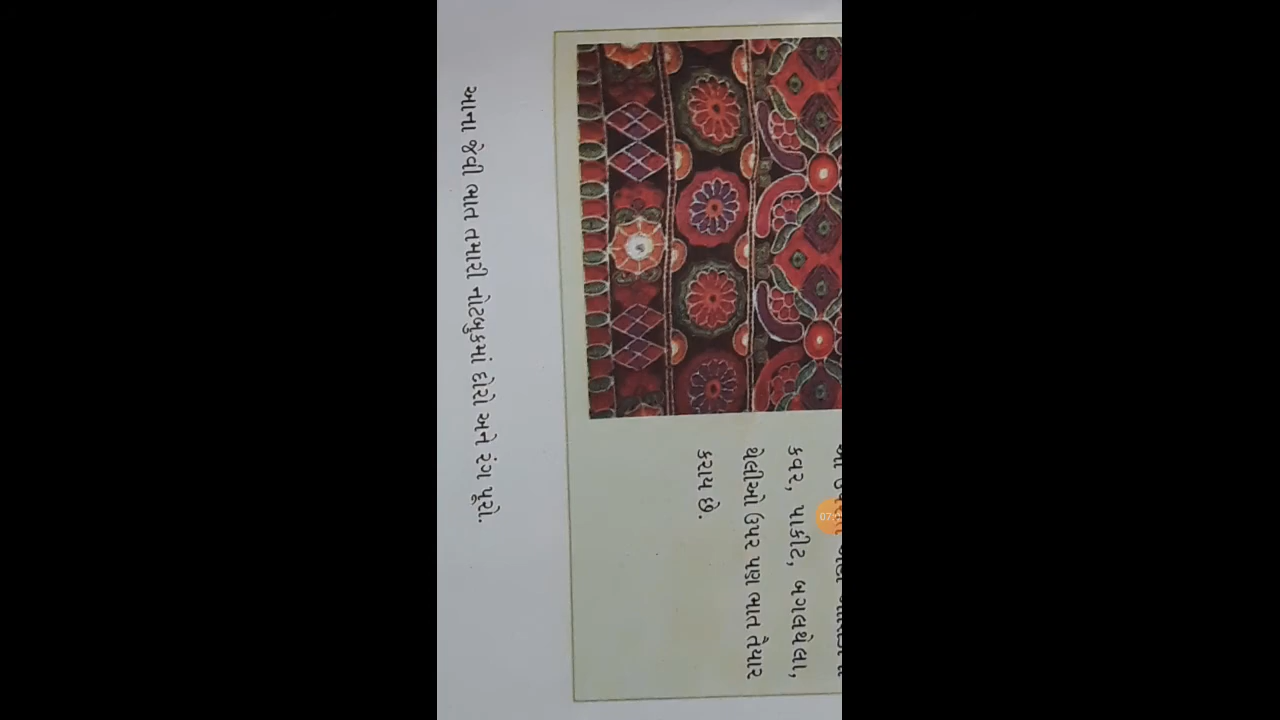 કવર, પાકીટ, બગલથેલા,
થેલીઓ ઉપર પણ ભાત તૈયાર
કરાય છે.
આના જેવી ભાત તમારી નોટબુકમાં દોરો અને રંગ પૂરો.